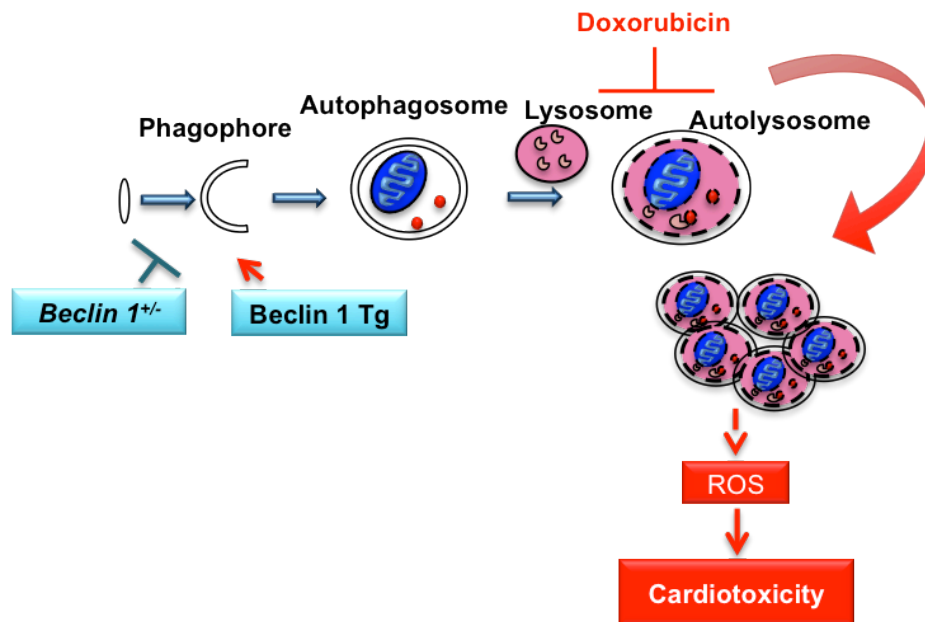 Doxorubicin
Phagophore
Autophagosome
Lysosome
Autolysosome
Beclin 1+/-
Beclin 1 Tg
ROS
Cardiotoxicity